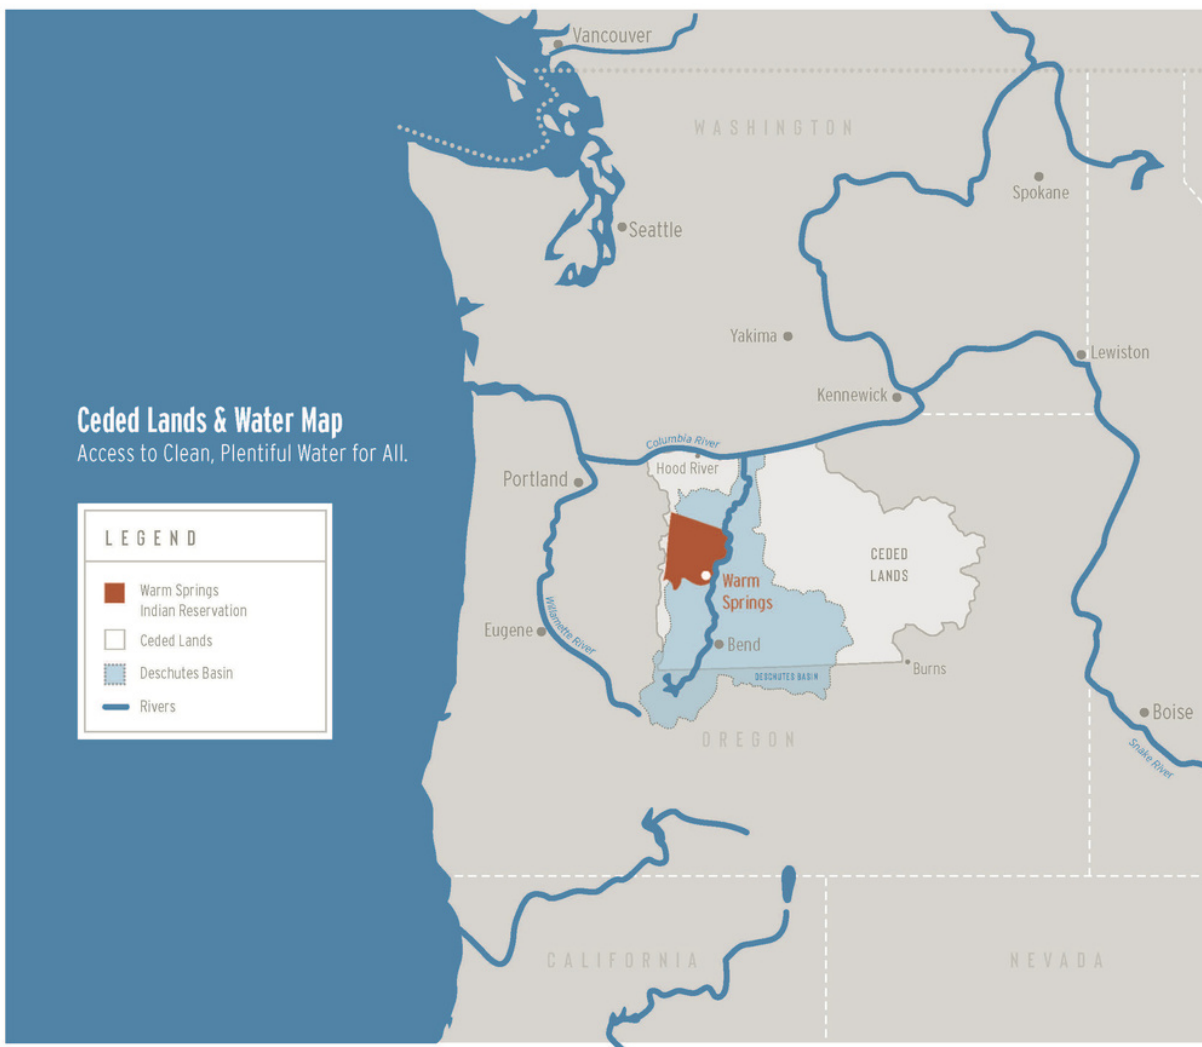 Vancouver
WASHINGTON
Spokane
Seattle
Yakima
Lewiston
Kennewick
Ceded Lands & Water Map
Access to Clean, Plentiful Water for All.
Columbia River
Hood River
Portland
LEGEND
Warm Springs
Indian Reservation
Ceded Lands
Deschutes Basin
Rivers
CEDED
LANDS
Warm
Springs
Willamette River
Eugene
Bend
Burns
DESCHUTES BASIN
Boise
OREGON
Snake River
CALIFORNIA
NEVADA